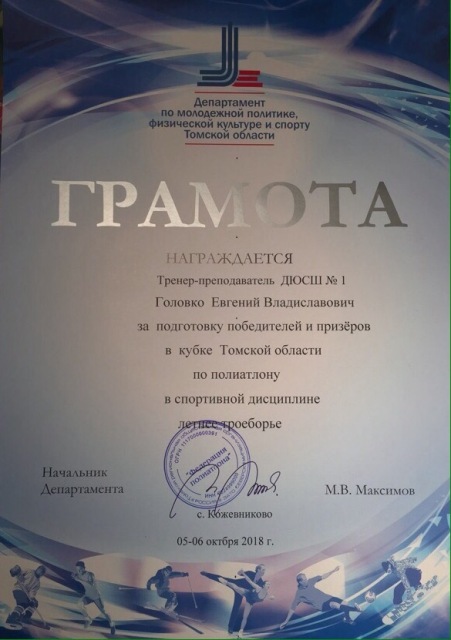 Департамент
по молодежной политике,
физической культуре и спорту
Томской области
ГРАМОТА
НАГРАЖДАЕТСЯ
Тренер-преподаватель ДЮСШ № 1
Головко Евгений Владиславович
за подготовку победителей и призёров
в кубке Томской области
по полиатлону
в спортивной дисциплине
летнее троеборье
"Федерация
полиатлона"
Начальник
Департамента
М.В. Максимов
с. Кожевниково
05-06 октября 2018 г.